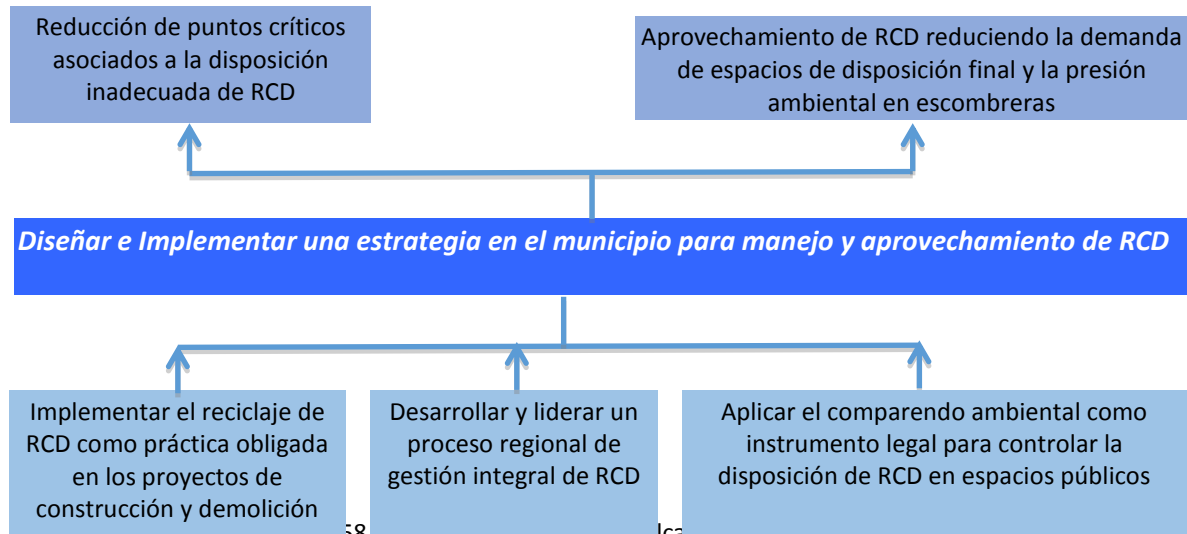 Reducción de puntos críticos
asociados a la disposición
inadecuada de RCD
Aprovechamiento de RCD reduciendo la demanda
de espacios de disposición final y la presión
ambiental en escombreras
Diseñar e Implementar una estrategia en el municipio para manejo y aprovechamiento de RCD
Implementar el reciclaje de
RCD como práctica obligada
en los proyectos de
construcción y demolición
Desarrollar y liderar un
proceso regional de
gestión integral de RCD
Aplicar el comparendo ambiental como
instrumento legal para controlar la
disposición de RCD en espacios públicos